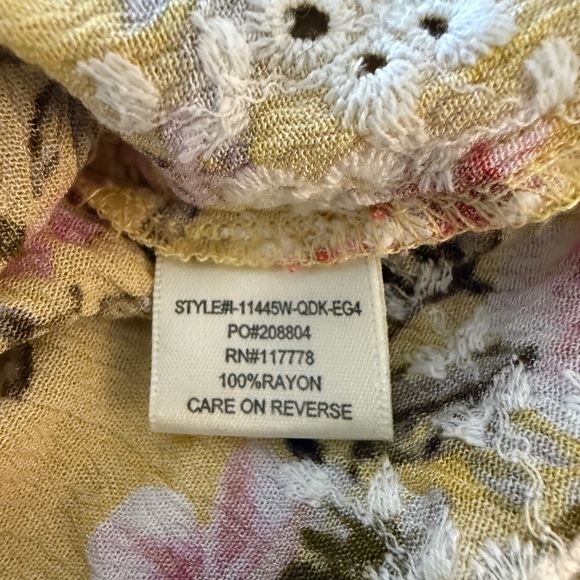 STYLE#I-11445W-QDK-EG4
PO#208804
RN#117778
100%RAYON
CARE ON REVERSE